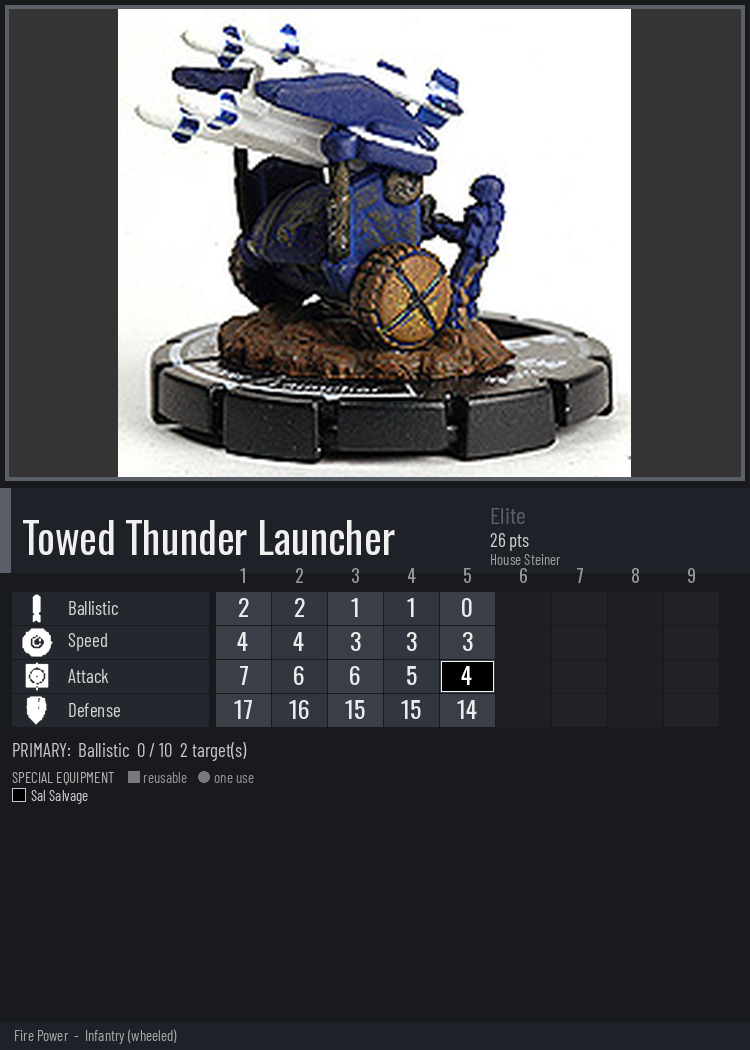 Towed Thunder Launcher
Elite
26 pts
House Steiner
1 2 3 4 5 6 7 8 9
Ballistic 2 2 1 1 0
Speed 4 4 3 3 3
Attack 7 6 6 5 4
Defense 17 16 15 15 14
PRIMARY: Ballistic 0 / 10 2 target(s)
SPECIAL EQUIPMENT reusable one use
Sal Salvage
Fire Power - Infantry (wheeled)